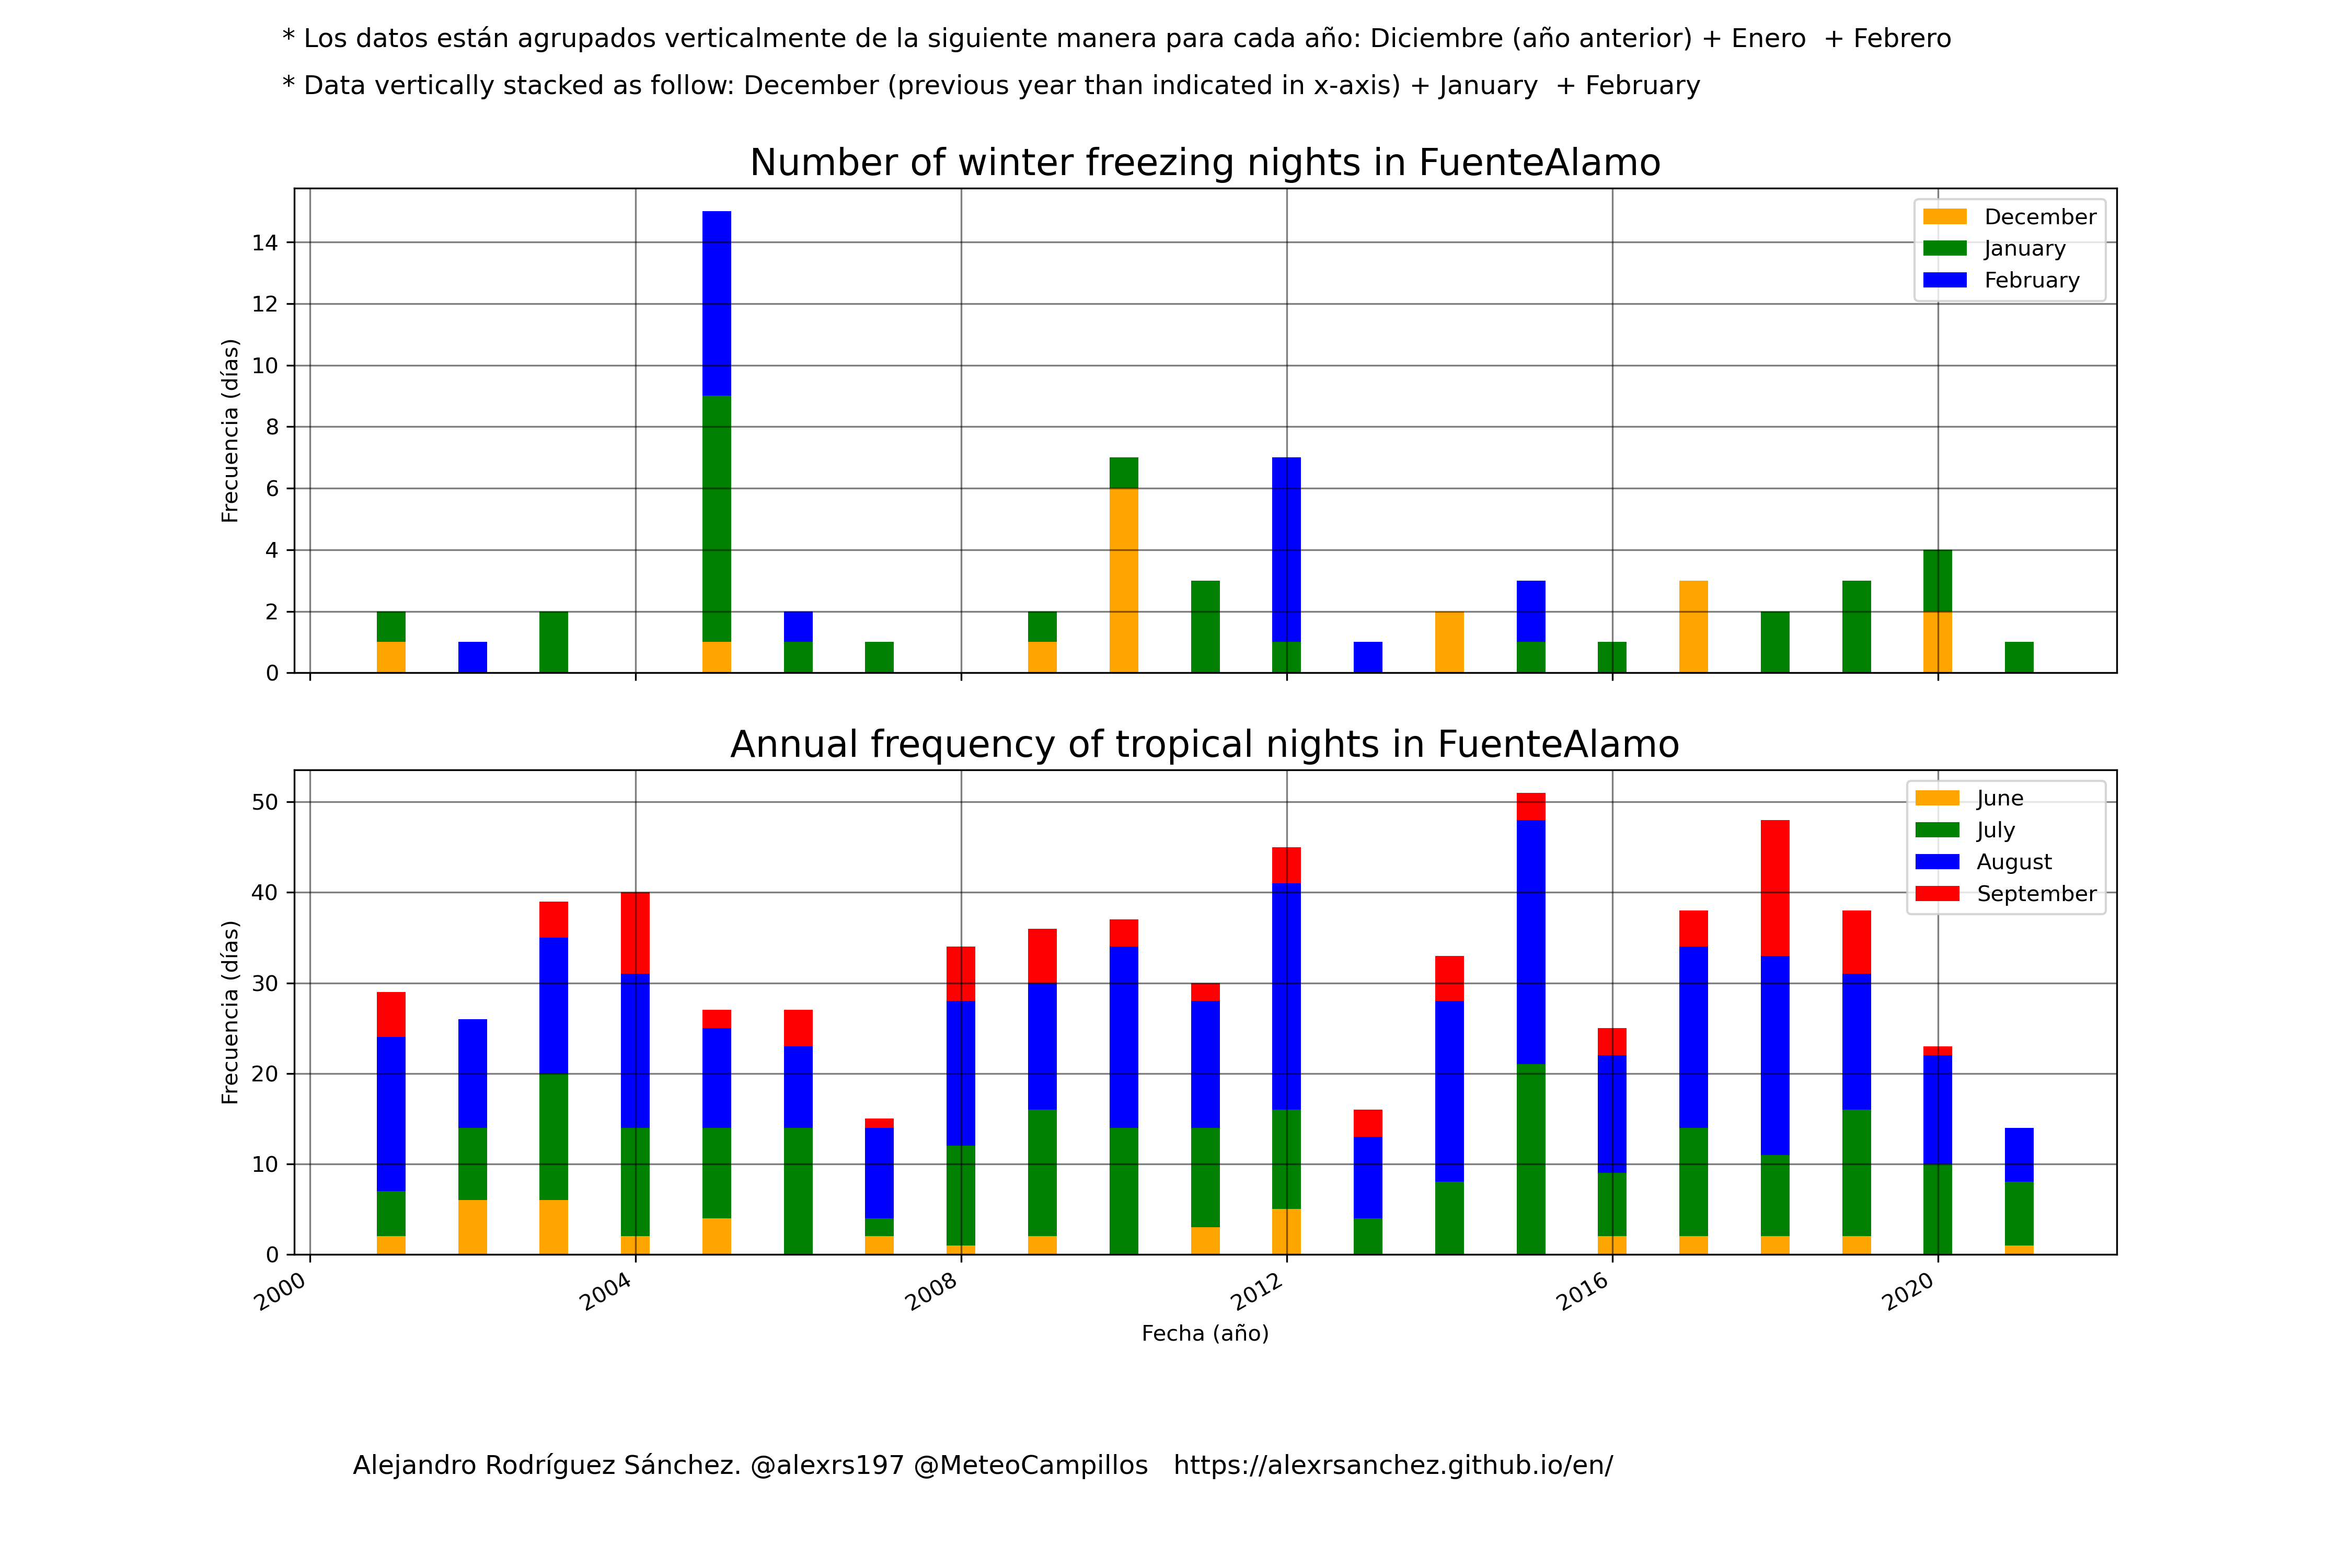 * Los datos están agrupados verticalmente de la siguiente manera para cada año: Diciembre (año anterior) + Enero  + Febrero
* Data vertically stacked as follow: December (previous year than indicated in x-axis) + January  + February
Number of winter freezing nights in FuenteAlamo
Frecuencia (días)
14
12
10
8
6
4
2
0
December
January
February
Annual frequency of tropical nights in FuenteAlamo
Frecuencia (días)
50
40
30
20
10
0
June
July
August
September
2000 2004 2008 2012 2016 2020
Fecha (año)
Alejandro Rodríguez Sánchez. @alexrs197 @MeteoCampillos   https://alexrsanchez.github.io/en/